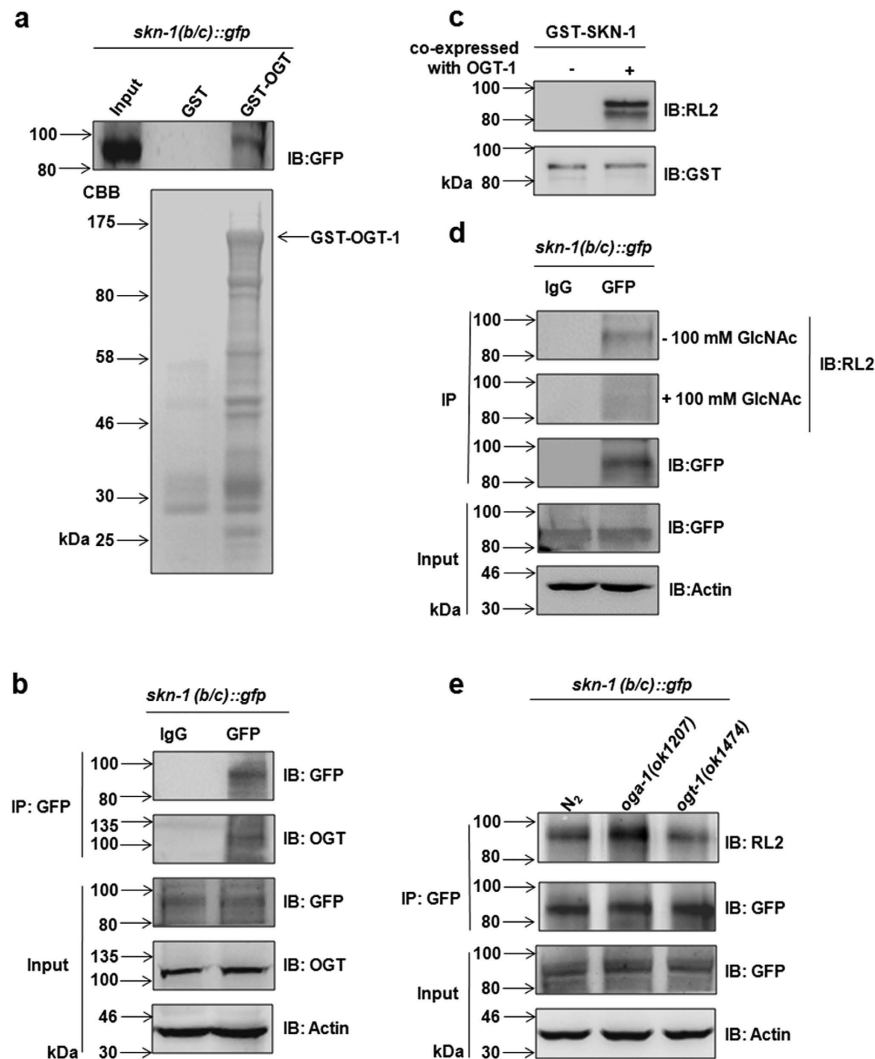 a
skn-1(b/c)::gfp
Input
GST
GST-OGT
100
80
IB:GFP
CBB
175
80
58
46
30
kDa 25
GST-OGT-1
b
skn-1 (b/c)::gfp
IgG GFP
IP: GFP
100
80
IB: GFP
135
100
IB: OGT
Input
100
80
IB: GFP
135
100
IB: OGT
46
kDa 30
IB: Actin
c
GST-SKN-1
co-expressed
with OGT-1 - +
100
80
IB:RL2
100
kDa 80
IB:GST
d
skn-1(b/c)::gfp
IgG GFP
IP
100
80
- 100 mM GlcNAc
100
80
+ 100 mM GlcNAc
IB:RL2
100
80
IB:GFP
Input
100
80
IB:GFP
46
kDa 30
IB:Actin
e
skn-1 (b/c)::gfp
N2
oga-1(ok1207)
ogt-1(ok1474)
IP: GFP
100
80
IB: RL2
100
80
IB: GFP
Input
100
80
IB: GFP
46
kDa 30
IB: Actin